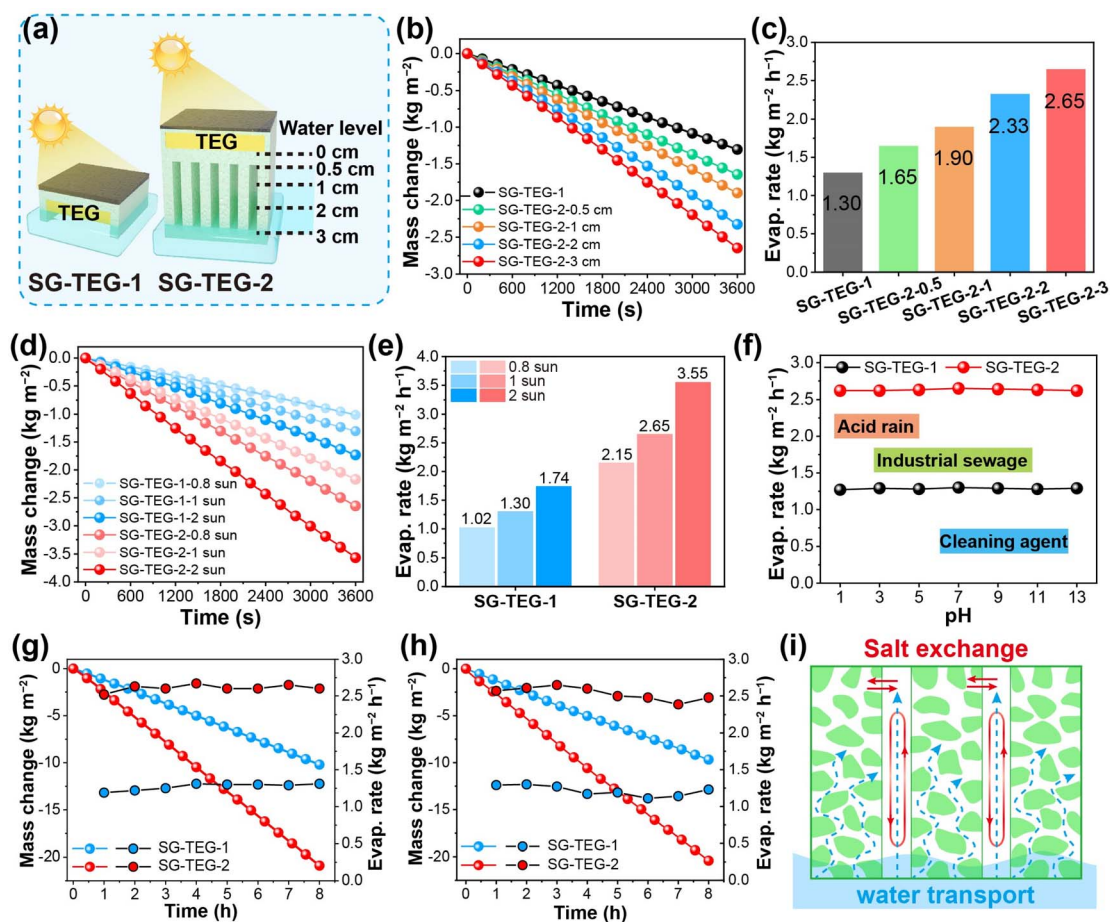 (a)
TEG
SG-TEG-1
TEG
SG-TEG-2
Water level
0 cm
0.5 cm
1 cm
2 cm
3 cm
(b)
Mass change (kg m⁻²)
0.0
-0.5
-1.0
-1.5
-2.0
-2.5
-3.0
SG-TEG-1
SG-TEG-2-0.5 cm
SG-TEG-2-1 cm
SG-TEG-2-2 cm
SG-TEG-2-3 cm
0 600 1200 1800 2400 3000 3600
Time (s)
(c)
Evap. rate (kg m⁻² h⁻¹)
3.0
2.5
2.0
1.5
1.0
0.5
0.0
1.30
1.65
1.90
2.33
2.65
SG-TEG-1
SG-TEG-2-0.5
SG-TEG-2-1
SG-TEG-2-2
SG-TEG-2-3
(d)
Mass change (kg m⁻²)
0.0
-0.5
-1.0
-1.5
-2.0
-2.5
-3.0
-3.5
-4.0
SG-TEG-1-0.8 sun
SG-TEG-1-1 sun
SG-TEG-1-2 sun
SG-TEG-2-0.8 sun
SG-TEG-2-1 sun
SG-TEG-2-2 sun
0 600 1200 1800 2400 3000 3600
Time (s)
(e)
Evap. rate (kg m⁻² h⁻¹)
4.0
3.5
3.0
2.5
2.0
1.5
1.0
0.5
0.0
0.8 sun
1 sun
2 sun
1.02
1.30
1.74
2.15
2.65
3.55
SG-TEG-1
SG-TEG-2
(f)
Evap. rate (kg m⁻² h⁻¹)
3.0
2.5
2.0
1.5
1.0
0.5
0.0
SG-TEG-1
SG-TEG-2
Acid rain
Industrial sewage
Cleaning agent
1 3 5 7 9 11 13
pH
(g)
Mass change (kg m⁻²)
0
-5
-10
-15
-20
SG-TEG-1
SG-TEG-2
0 1 2 3 4 5 6 7 8
Time (h)
3.0
2.5
2.0
1.5
1.0
0.5
0.0
Evap. rate (kg m⁻² h⁻¹)
(h)
Mass change (kg m⁻²)
0
-5
-10
-15
-20
SG-TEG-1
SG-TEG-2
0 1 2 3 4 5 6 7 8
Time (h)
3.0
2.5
2.0
1.5
1.0
0.5
0.0
Evap. rate (kg m⁻² h⁻¹)
(i)
Salt exchange
water transport